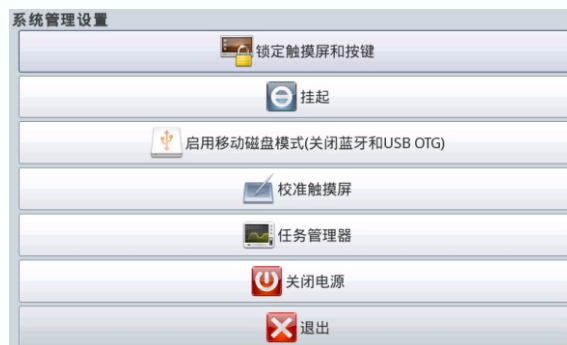 系统管理设置
锁定触摸屏和按键
挂起
启用移动磁盘模式(关闭蓝牙和USB OTG)
校准触摸屏
任务管理器
关闭电源
退出